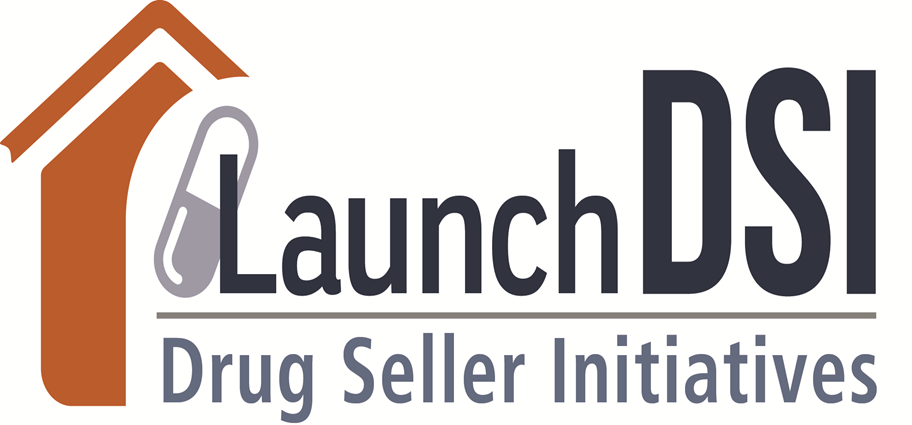 LaunchDSI
Drug Seller Initiatives